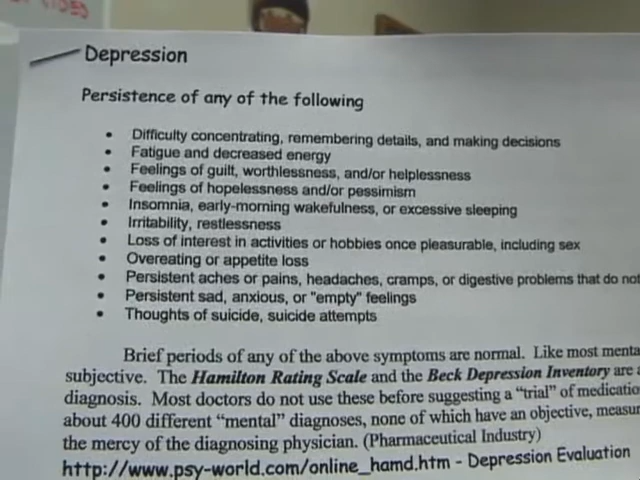 Depression
Persistence of any of the following
• Difficulty concentrating, remembering details, and making decisions
• Fatigue and decreased energy
• Feelings of guilt, worthlessness, and/or helplessness
• Feelings of hopelessness and/or pessimism
• Insomnia, early-morning wakefulness, or excessive sleeping
• Irritability, restlessness
• Loss of interest in activities or hobbies once pleasurable, including sex
• Overeating or appetite loss
• Persistent aches or pains, headaches, cramps, or digestive problems that do not
• Persistent sad, anxious, or "empty" feelings
• Thoughts of suicide, suicide attempts
Brief periods of any of the above symptoms are normal. Like most
subjective. The Hamilton Rating Scale and the Beck Depression Inventory are
diagnosis. Most doctors do not use these before suggesting a "trial" of
about 400 different "mental" diagnoses, none of which have an objective,
the mercy of the diagnosing physician. (Pharmaceutical Industry)
http://www.psy-world.com/online_hamd.htm - Depression Evaluation